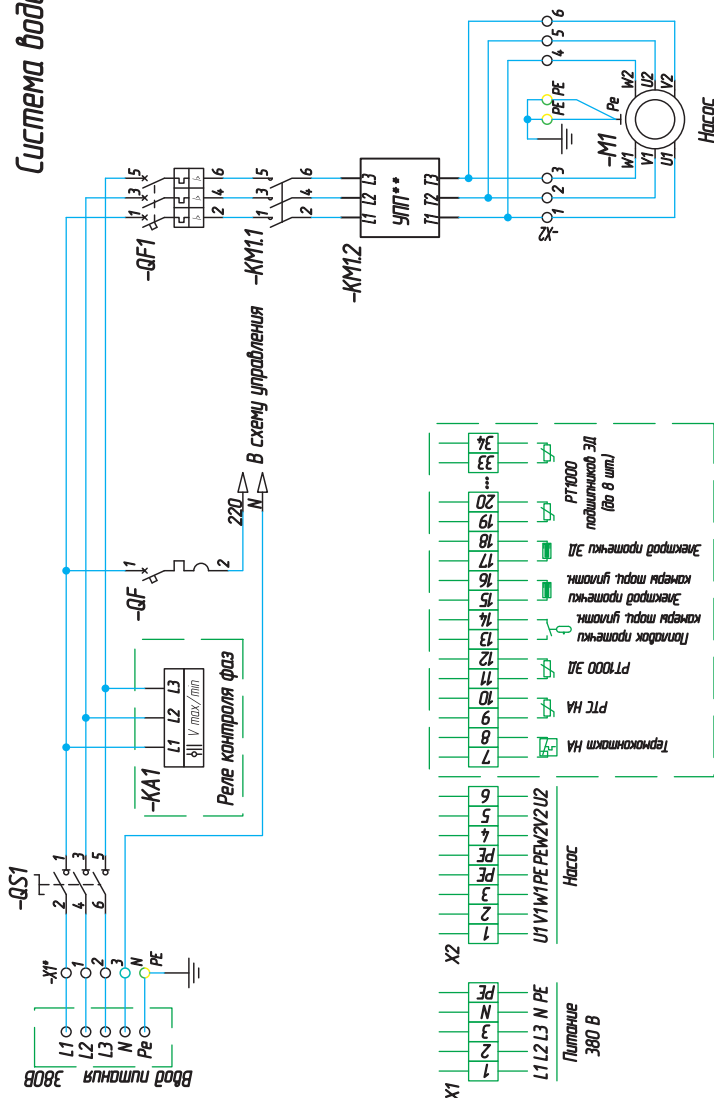 Система водо
-QS1
-X1*
Ввод питания 380В
L1
L2
L3
N
Pe
1
2
3
N
PE
2 1
4 3
6 5
-KA1
L1 L2 L3
V max/min
Реле контроля фаз
-QF
1
2
220
N
В схему управления
-QF1
1 3 5
2 4 6
-KM1.1
1 3 5
2 4 6
-KM1.2
L1 L2 L3
УПП**
T1 T2 T3
-X2
1 2 3
PE PE
4 5 6
-M1
Pe
W1
V1
U1
W2
U2
V2
Насос
X1
1 2 3 N PE
L1 L2 L3 N PE
Питание
380 В
X2
1 2 3 PE PE 4 5 6
U1 V1 W1 PE PE W2 V2 U2
Насос
7 8 9 10 11 12 13 14 15 16 17 18 19 20 ... 33 34
Термоконтакт НА
PTC НА
PT1000 ЭД
Поплавок протечки
камеры торц. уплотн.
Электрод протечки
камеры торц. уплотн.
Электрод протечки ЭД
PT1000
подшипников ЭД
(до 8 шт.)